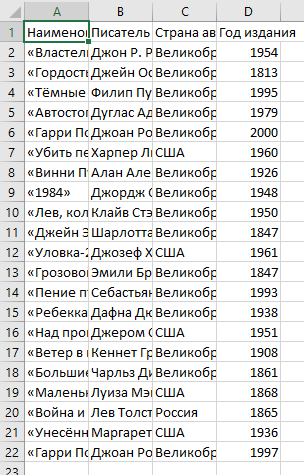 A B C D
1 Наименов Писатель Страна ав Год издания
2 «Властели Джон Р. Р Великобр 1954
3 «Гордост Джейн Ос Великобр 1813
4 «Тёмные Филип Пу Великобр 1995
5 «Автостоп Дуглас Ад Великобр 1979
6 «Гарри По Джоан Ро Великобр 2000
7 «Убить пе Харпер Ли США 1960
8 «Винни Пу Алан Але Великобр 1926
9 «1984» Джордж О Великобр 1948
10 «Лев, кол Клайв Стэ Великобр 1950
11 «Джейн Э Шарлотта Великобр 1847
12 «Уловка-2 Джозеф Х США 1961
13 «Грозовой Эмили Бр Великобр 1847
14 «Пение п Себастья Великобр 1993
15 «Ребекка Дафна Дю Великобр 1938
16 «Над про Джером С США 1951
17 «Ветер в Кеннет Гр Великобр 1908
18 «Большие Чарльз Ди Великобр 1861
19 «Малень Луиза Мэ США 1868
20 «Война и Лев Толст Россия 1865
21 «Унесённ Маргарет США 1936
22 «Гарри По Джоан Ро Великобр 1997